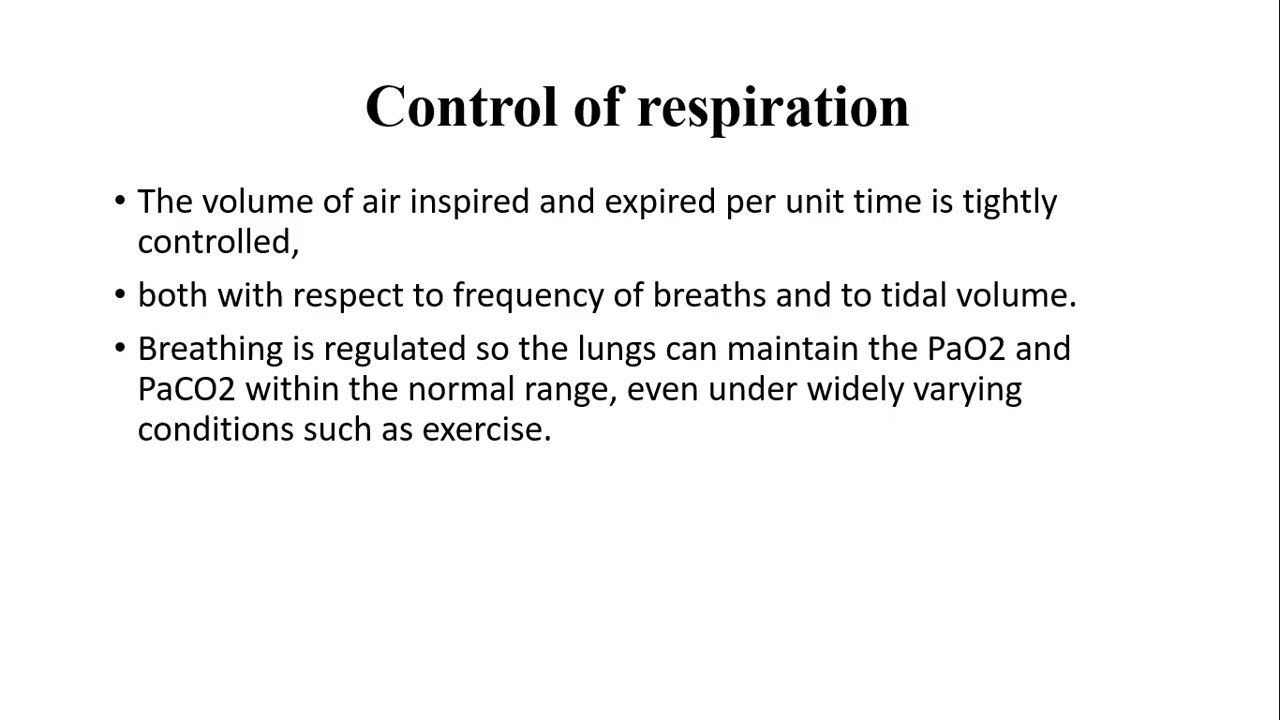 Control of respiration
• The volume of air inspired and expired per unit time is tightly
controlled,
• both with respect to frequency of breaths and to tidal volume.
• Breathing is regulated so the lungs can maintain the PaO2 and
PaCO2 within the normal range, even under widely varying
conditions such as exercise.